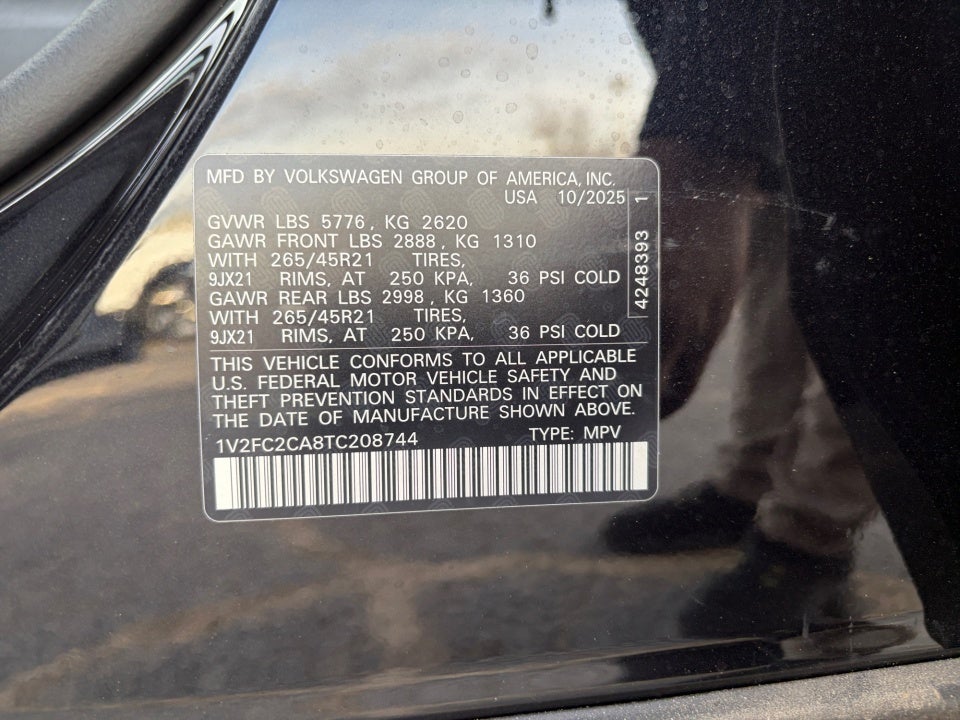 MFD BY VOLKSWAGEN GROUP OF AMERICA, INC.
USA 10/2025
GVWR LBS 5776, KG 2620
GAWR FRONT LBS 2888, KG 1310
WITH 265/45R21 TIRES,
9JX21 RIMS, AT 250 KPA, 36 PSI COLD
GAWR REAR LBS 2998, KG 1360
WITH 265/45R21 TIRES,
9JX21 RIMS, AT 250 KPA, 36 PSI COLD
4248393 1
THIS VEHICLE CONFORMS TO ALL APPLICABLE
U.S. FEDERAL MOTOR VEHICLE SAFETY AND
THEFT PREVENTION STANDARDS IN EFFECT ON
THE DATE OF MANUFACTURE SHOWN ABOVE.
1V2FC2CA8TC208744 TYPE: MPV